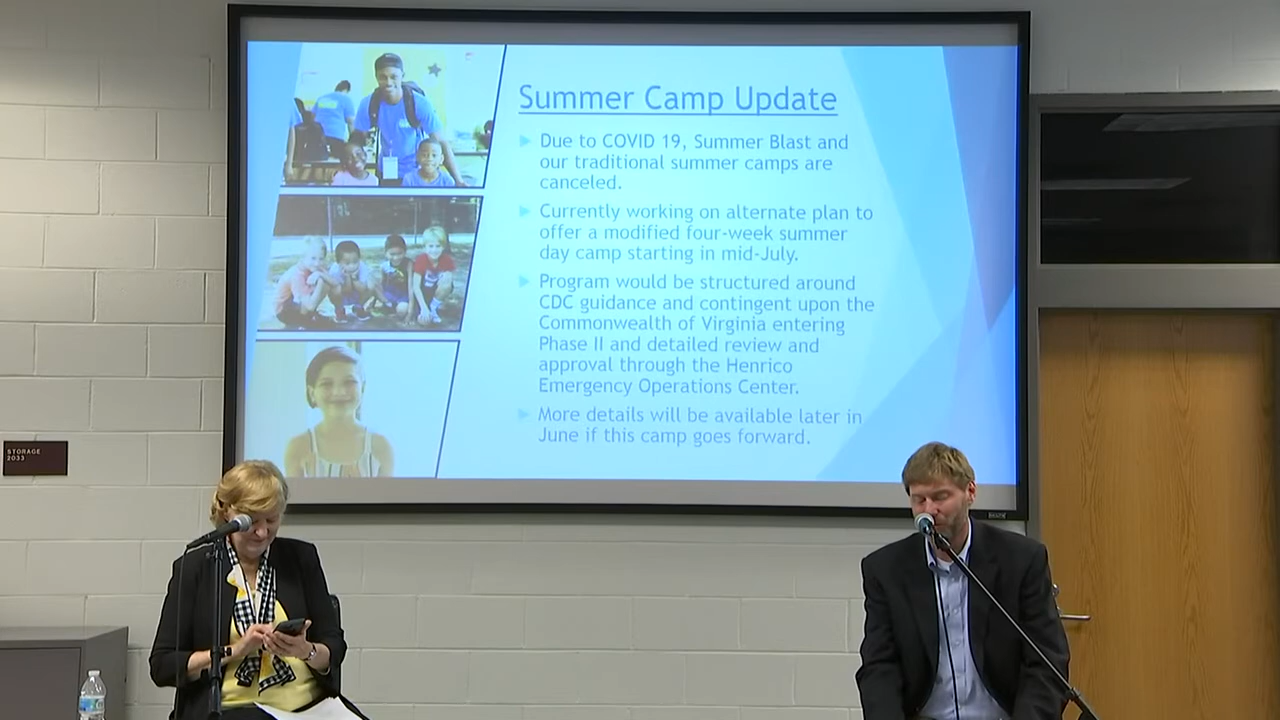 Summer Camp Update
Due to COVID 19, Summer Blast and
our traditional summer camps are
canceled.
Currently working on alternate plan to
offer a modified four-week summer
day camp starting in mid-July.
Program would be structured around
CDC guidance and contingent upon the
Commonwealth of Virginia entering
Phase II and detailed review and
approval through the Henrico
Emergency Operations Center.
More details will be available later in
June if this camp goes forward.
STORAGE
2033